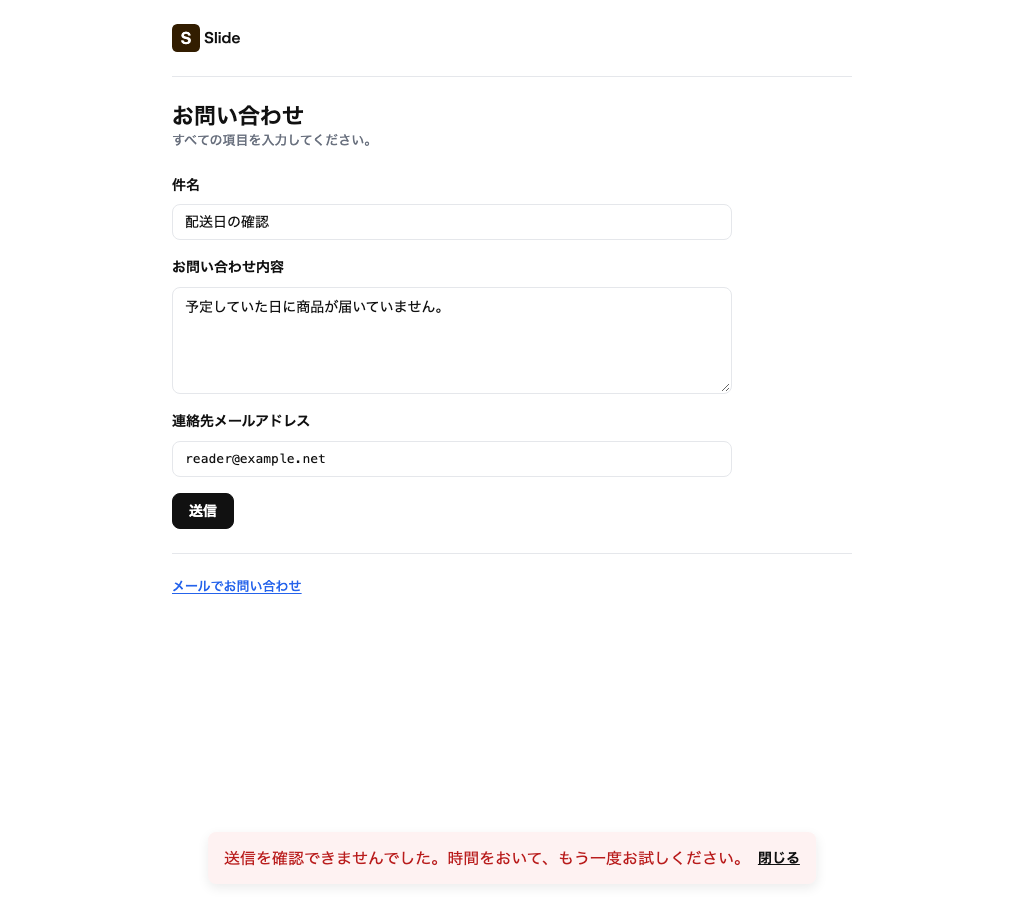 S Slide
お問い合わせ
すべての項目を入力してください。
件名
配送日の確認
お問い合わせ内容
予定していた日に商品が届いていません。
連絡先メールアドレス
reader@example.net
送信
メールでお問い合わせ
送信を確認できませんでした。時間をおいて、もう一度お試しください。 閉じる